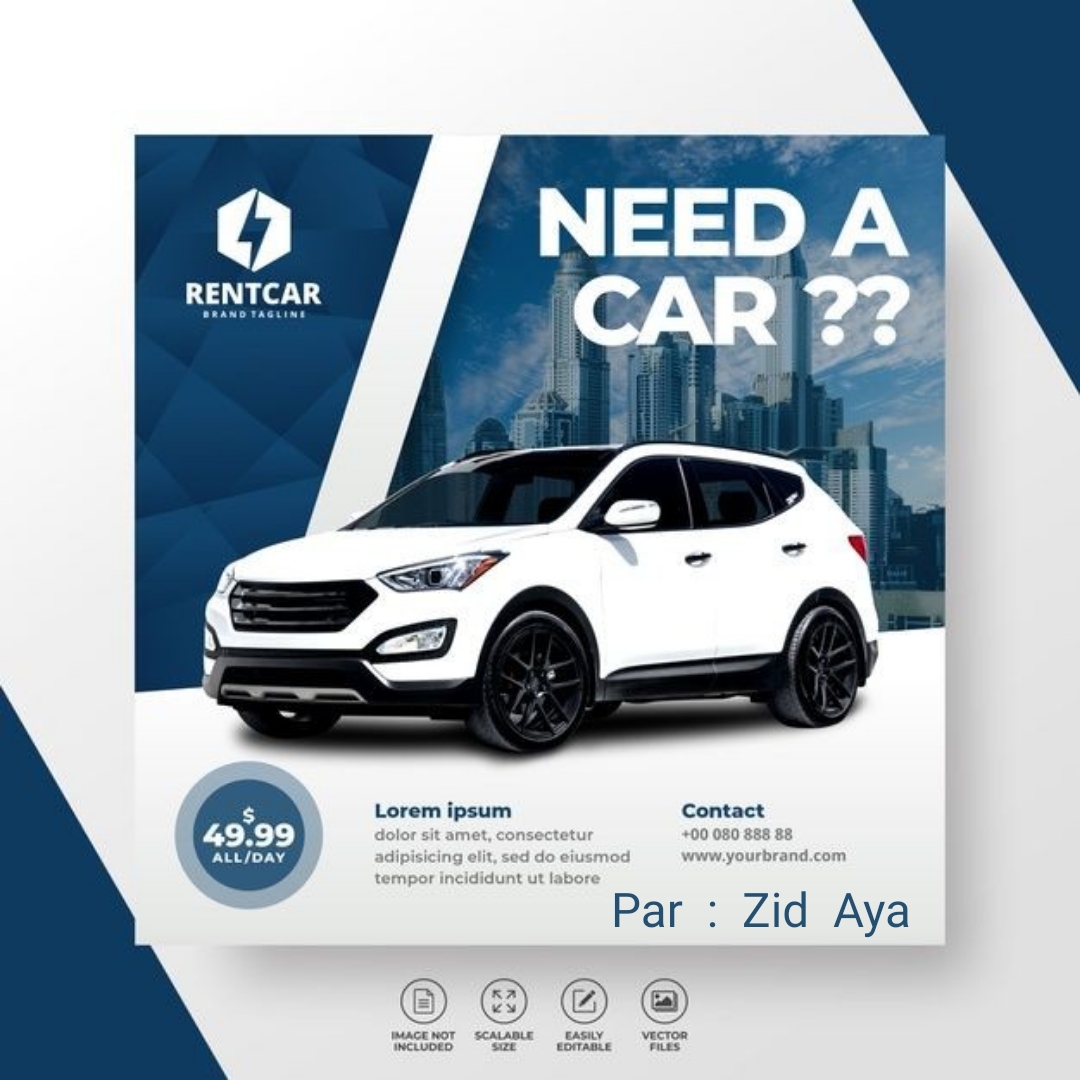 RENTCAR
BRAND TAGLINE
NEED A
CAR ??
$
49.99
ALL/DAY
Lorem ipsum
dolor sit amet, consectetur
adipisicing elit, sed do eiusmod
tempor incididunt ut labore
Contact
+00 080 888 88
www.yourbrand.com
Par : Zid Aya
IMAGE NOT
INCLUDED
SCALABLE
SIZE
EASILY
EDITABLE
VECTOR
FILES